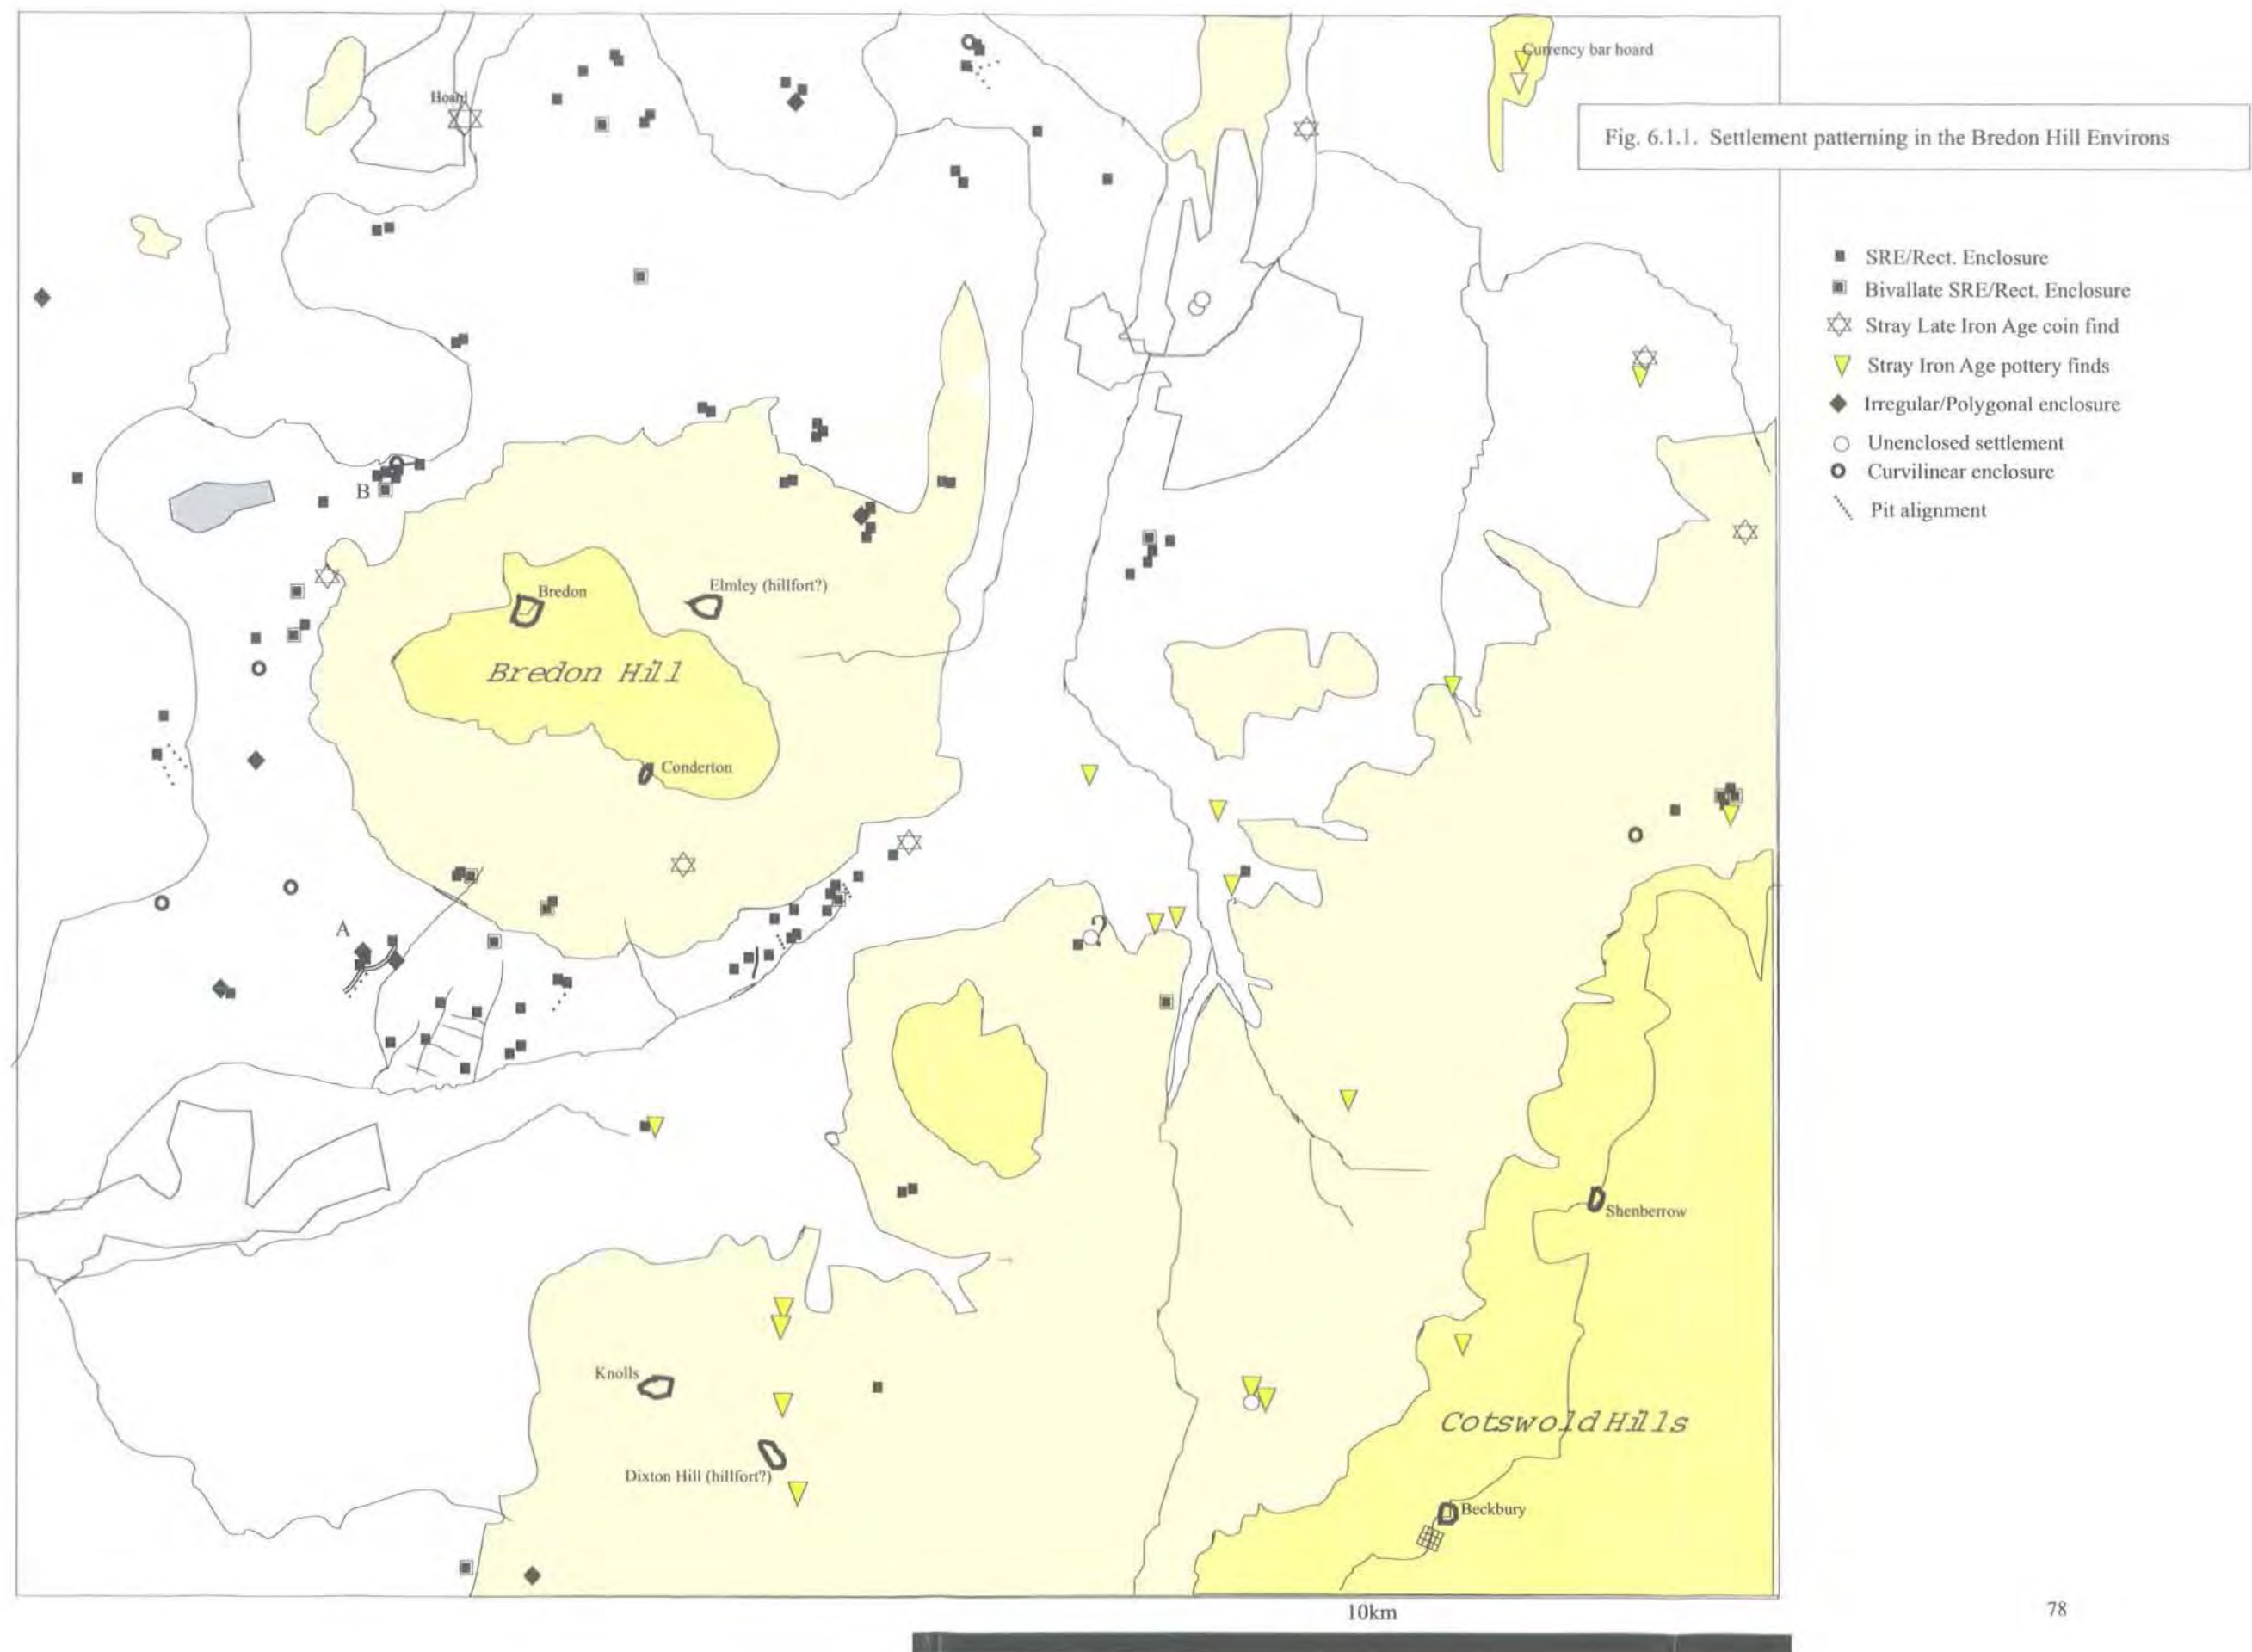 Currency bar hoard
Hoard
Fig. 6.1.1. Settlement patterning in the Bredon Hill Environs
SRE/Rect. Enclosure
Bivallate SRE/Rect. Enclosure
Stray Late Iron Age coin find
Stray Iron Age pottery finds
Irregular/Polygonal enclosure
Unenclosed settlement
Curvilinear enclosure
Pit alignment
B
Bredon
Elmley (hillfort?)
Bredon Hill
Conderton
A
?
Shenberrow
Knolls
Cotswold Hills
Dixton Hill (hillfort?)
Beckbury
10km
78